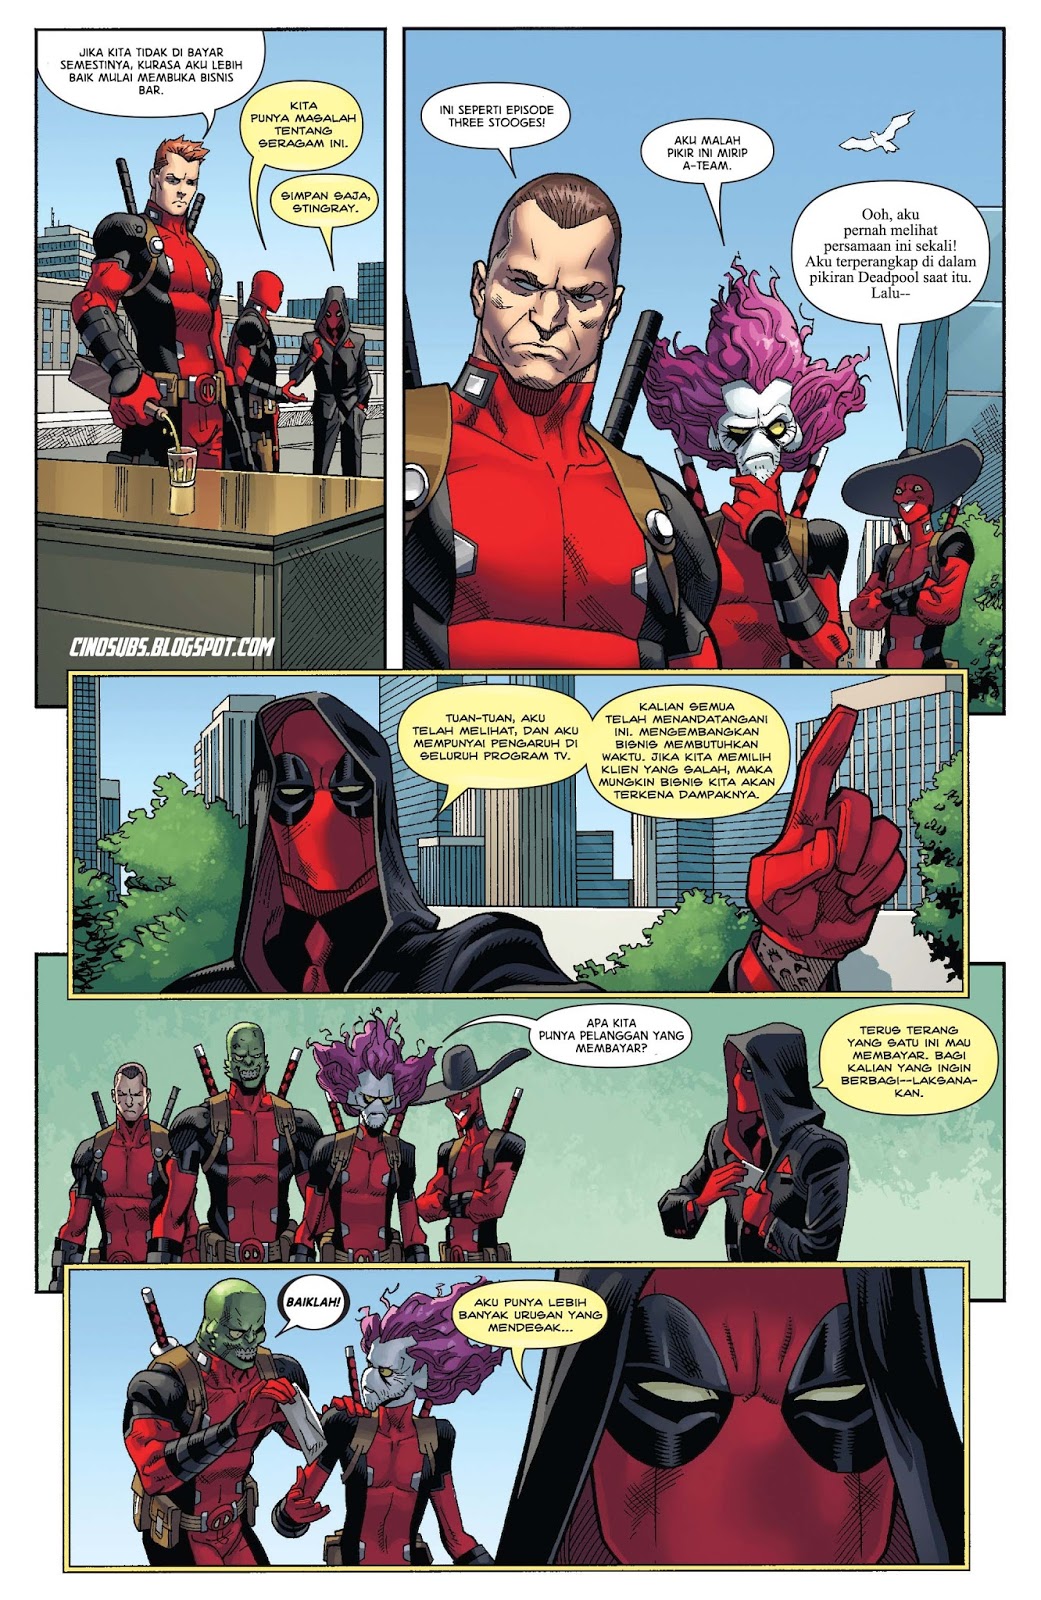 JIKA KITA TIDAK DI BAYAR
SEMESTINYA, KURASA AKU LEBIH
BAIK MULAI MEMBUKA BISNIS
BAR.
KITA
PUNYA MASALAH
TENTANG
SERAGAM INI.
SIMPAN SAJA,
STINGRAY.
INI SEPERTI EPISODE
THREE STOOGES!
AKU MALAH
PIKIR INI MIRIP
A-TEAM.
Ooh, aku
pernah melihat
persamaan ini sekali!
Aku terperangkap di dalam
pikiran Deadpool saat itu.
Lalu--
CINOSUBS.BLOGSPOT.COM
TUAN-TUAN, AKU
TELAH MELIHAT, DAN AKU
MEMPUNYAI PENGARUH DI
SELURUH PROGRAM TV.
KALIAN SEMUA
TELAH MENANDATANGANI
INI. MENGEMBANGKAN
BISNIS MEMBUTUHKAN
WAKTU. JIKA KITA MEMILIH
KLIEN YANG SALAH, MAKA
MUNGKIN BISNIS KITA AKAN
TERKENA DAMPAKNYA.
APA KITA
PUNYA PELANGGAN YANG
MEMBAYAR?
TERUS TERANG
YANG SATU INI MAU
MEMBAYAR. BAGI
KALIAN YANG INGIN
BERBAGI--LAKSANA-
KAN.
BAIKLAH!
AKU PUNYA LEBIH
BANYAK URUSAN YANG
MENDESAK...